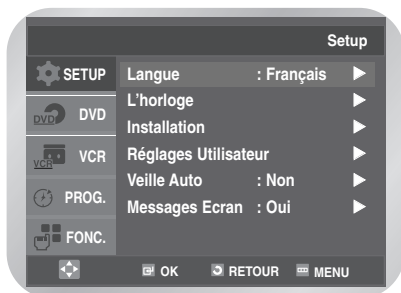 Setup
SETUP
DVD DVD
VCR VCR
PROG.
FONC.
Langue : Français ►
L'horloge ►
Installation ►
Réglages Utilisateur ►
Veille Auto : Non ►
Messages Ecran : Oui ►
OK RETOUR MENU